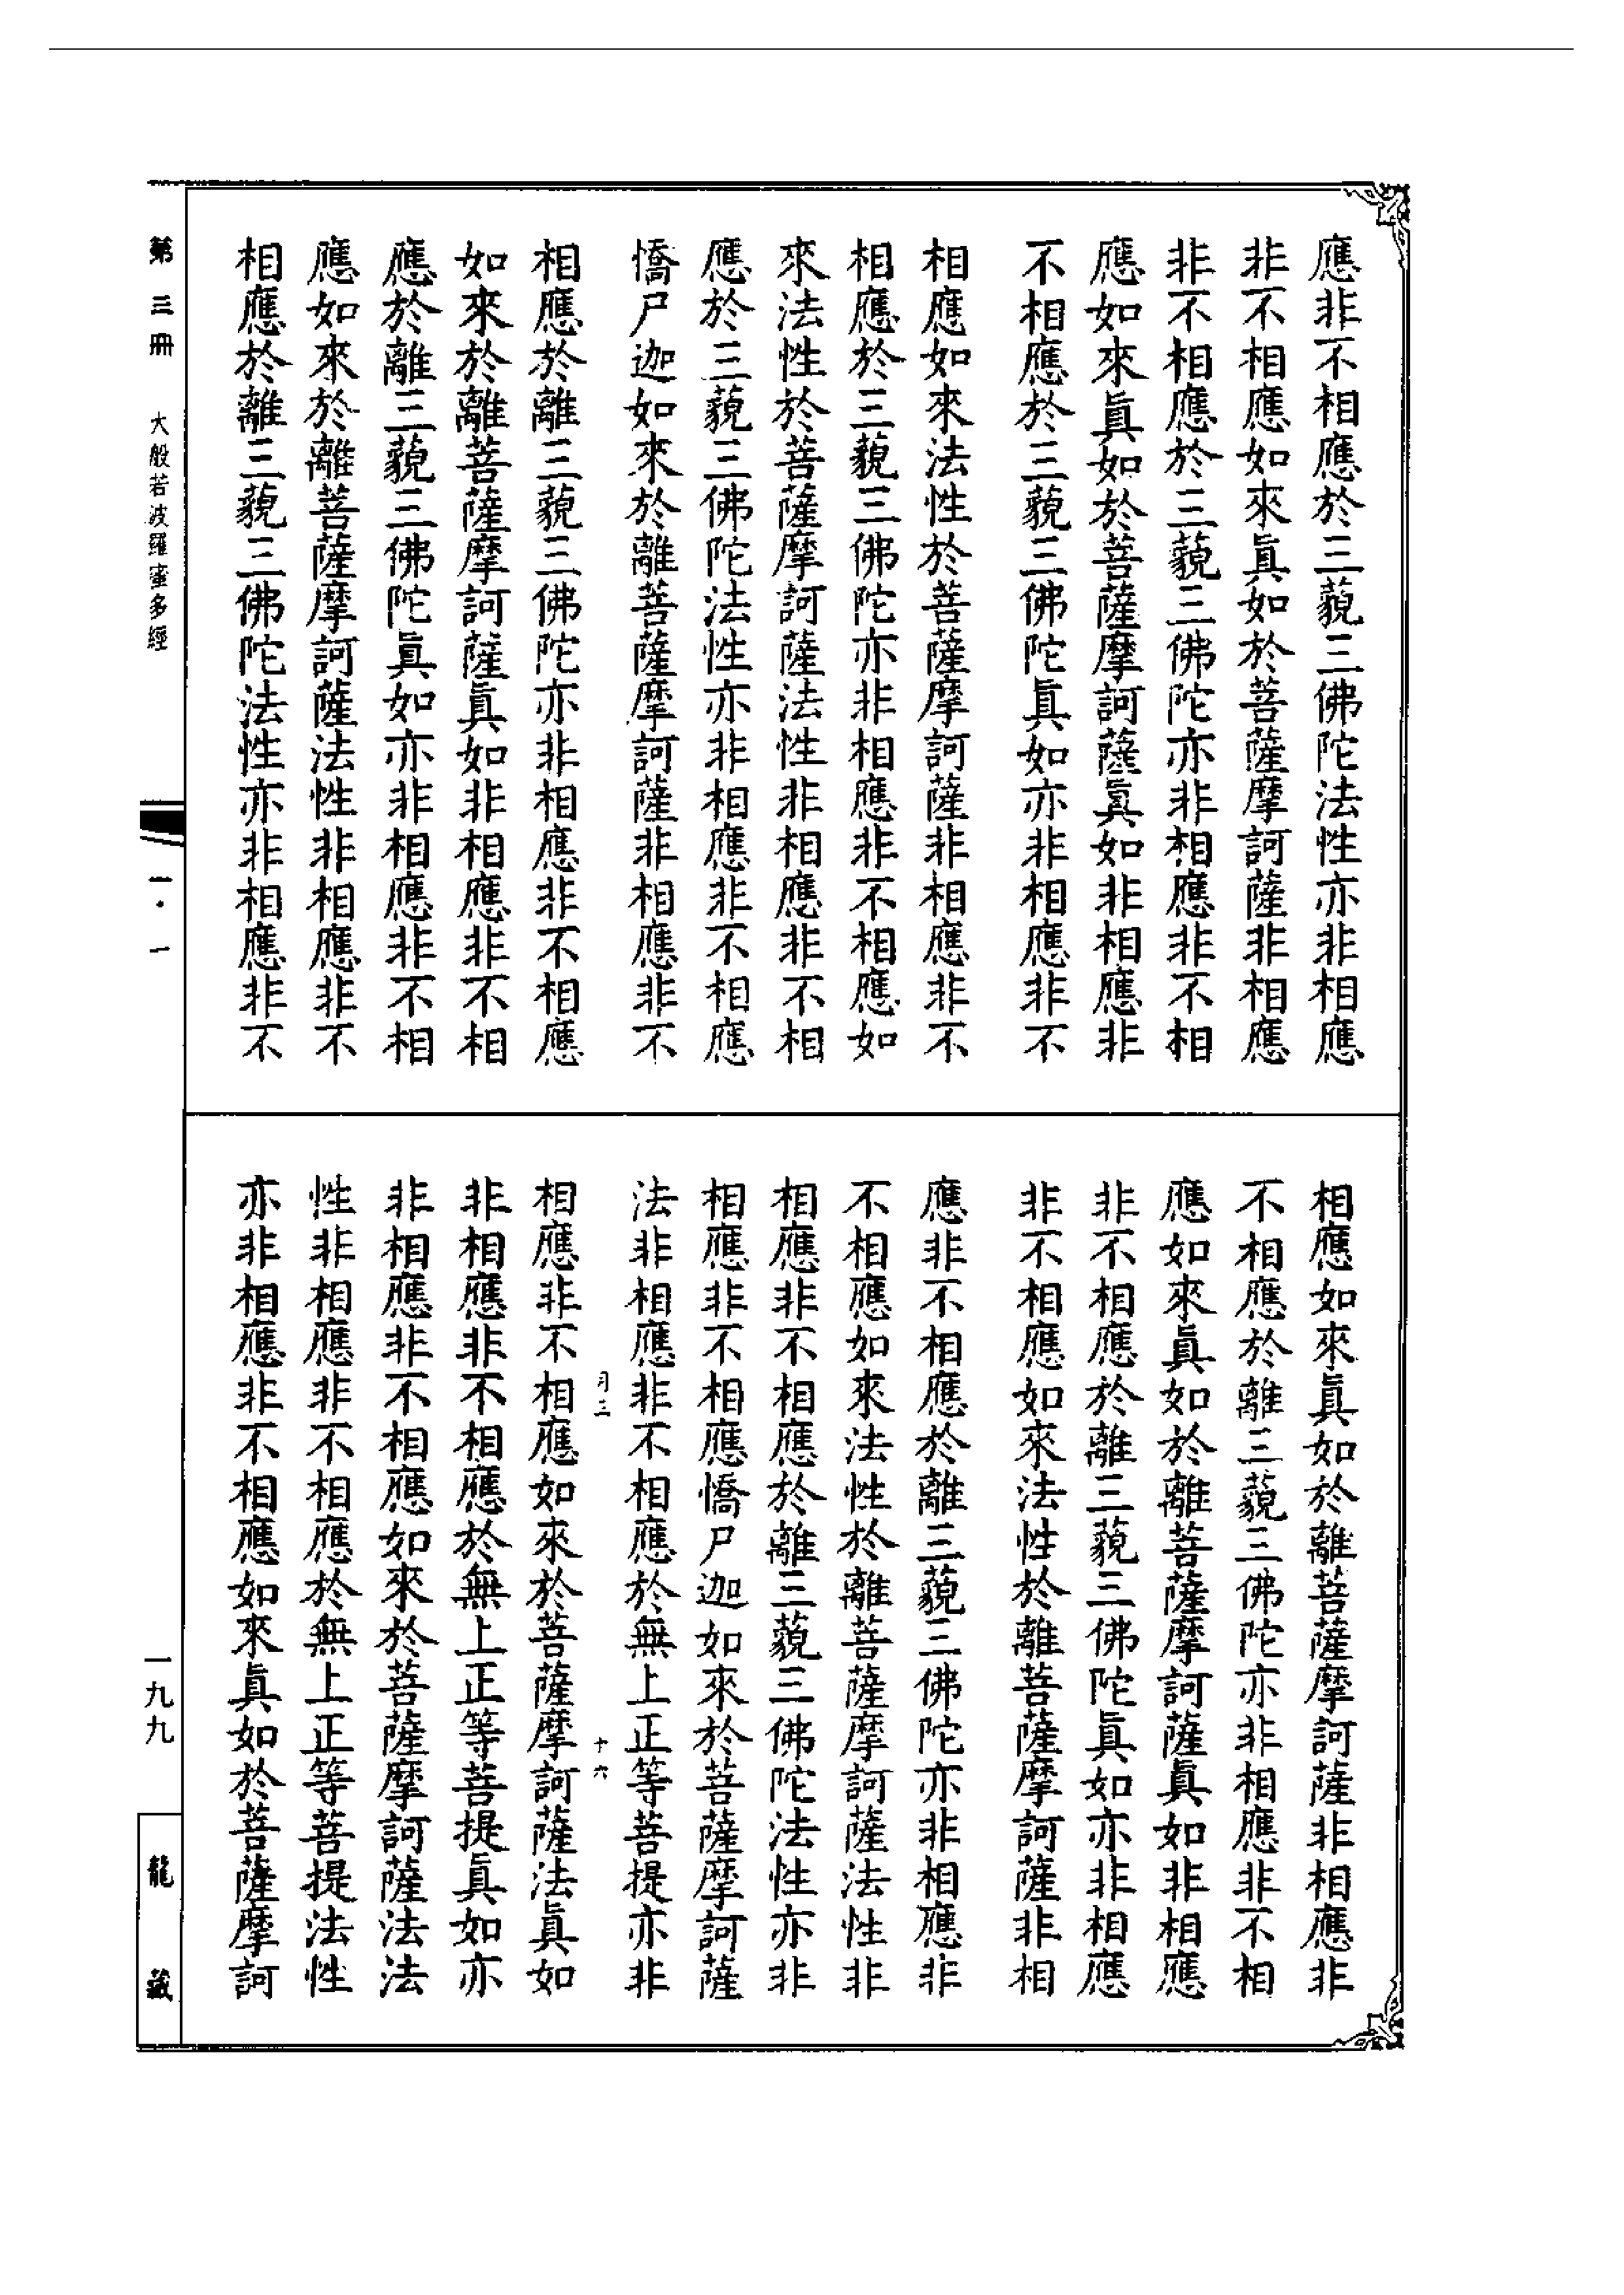 應非不相應於三藐三佛陀法性亦非相應
非不相應如來真如於菩薩摩訶薩非相應
非不相應於三藐三佛陀亦非相應非不相
應如來真如於菩薩摩訶薩真如非相應非
不相應於三藐三佛陀真如亦非相應非不
相應如來法性於菩薩摩訶薩非相應非不
相應於三藐三佛陀亦非相應非不相應如
來法性於菩薩摩訶薩法性非相應非不相
應於三藐三佛陀法性亦非相應非不相應
憍尸迦如來於離菩薩摩訶薩非相應非不
相應於離三藐三佛陀亦非相應非不相應
如來於離菩薩摩訶薩真如非相應非不相
應於離三藐三佛陀真如亦非相應非不相
應如來於離菩薩摩訶薩法性非相應非不
相應於離三藐三佛陀法性亦非相應非不
相應如來真如於離菩薩摩訶薩非相應非
不相應於離三藐三佛陀亦非相應非不相
應如來真如於離菩薩摩訶薩真如非相應
非不相應於離三藐三佛陀真如亦非相應
非不相應如來法性於離菩薩摩訶薩非相
應非不相應於離三藐三佛陀亦非相應非
不相應如來法性於離菩薩摩訶薩法性非
相應非不相應於離三藐三佛陀法性亦非
相應非不相應憍尸迦如來於菩薩摩訶薩
法非相應非不相應於無上正等菩提亦非
月三 十六
相應非不相應如來於菩薩摩訶薩法真如
非相應非不相應於無上正等菩提真如亦
非相應非不相應如來於菩薩摩訶薩法法
性非相應非不相應於無上正等菩提法性
亦非相應非不相應如來真如於菩薩摩訶
第三冊 大般若波羅蜜多經 一·一 一九九 龍藏